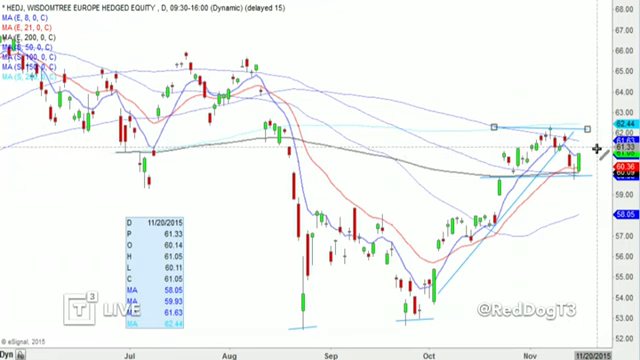 * HEDJ, WISDOMTREE EUROPE HEDGED EQUITY , D, 09:30-16:00 (Dynamic) (delayed 15)
MA (E, 8, 0, C)
MA (E, 21, 0, C)
MA (E, 200, 0, C)
MA (S, 50, 0, C)
MA (S, 100, 0, C)
68.00
67.00
66.00
65.00
64.00
63.00
62.44
62.00
61.63
61.33
60.36
60.09
59.00
58.05
57.00
56.00
55.00
54.00
53.00
52.00
D 11/20/2015
P 61.33
O 60.14
H 61.05
L 60.11
C 61.05
MA 58.05
MA 59.93
MA 61.63
MA 62.44
T3 LIVE
@RedDogT3
© eSignal, 2015
Dyn
Jul
Aug
Sep
Oct
Nov
11/20/2015